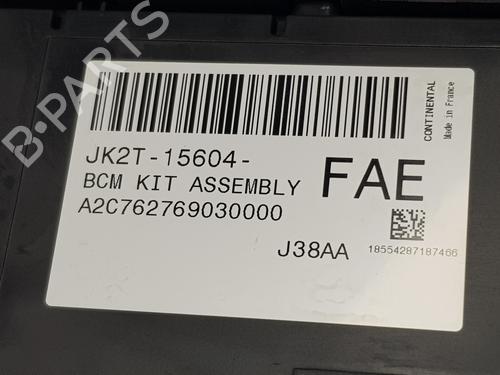 JK2T-15604-
BCM KIT ASSEMBLY
FAE
A2C762769030000
J38AA
18554287187466
CONTINENTAL
Made in France
B-PARTS